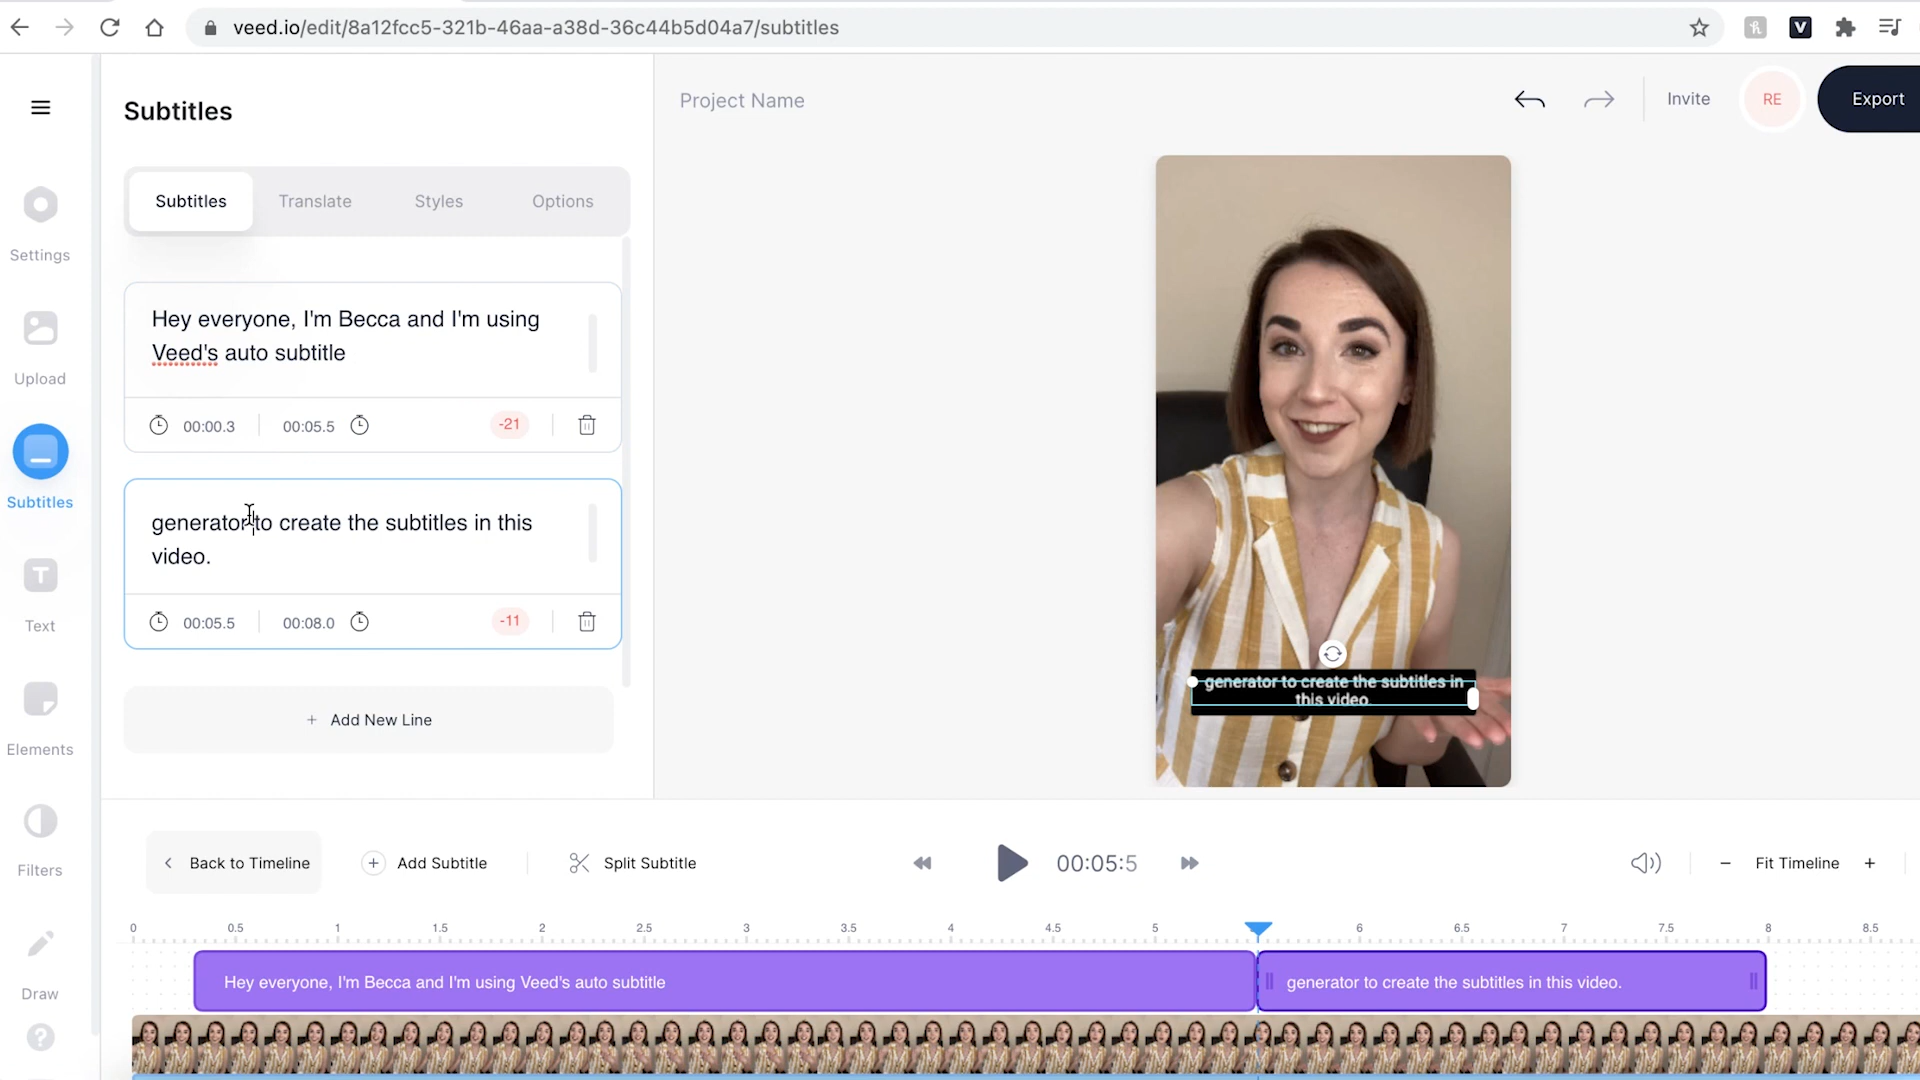 veed.io/edit/8a12fcc5-321b-46aa-a38d-36c44b5d04a7/subtitles
Subtitles
Project Name
Invite
RE
Export
Subtitles
Translate
Styles
Options
Settings
Upload
Subtitles
Text
Elements
Filters
Draw
Hey everyone, I'm Becca and I'm using
Veed's auto subtitle
00:00.3
00:05.5
-21
generator to create the subtitles in this
video.
00:05.5
00:08.0
-11
+ Add New Line
generator to create the subtitles in
this video.
Back to Timeline
Add Subtitle
Split Subtitle
00:05:5
Fit Timeline
0 0.5 1 1.5 2 2.5 3 3.5 4 4.5 5 6 6.5 7 7.5 8 8.5
Hey everyone, I'm Becca and I'm using Veed's auto subtitle
generator to create the subtitles in this video.